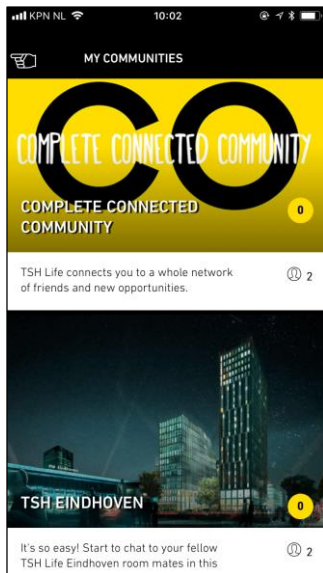 KPN NL 10:02
MY COMMUNITIES
COMPLETE CONNECTED COMMUNITY
CO
COMPLETE CONNECTED
COMMUNITY
0
TSH Life connects you to a whole network
of friends and new opportunities.
2
TSH EINDHOVEN
0
It's so easy! Start to chat to your fellow
TSH Life Eindhoven room mates in this
2